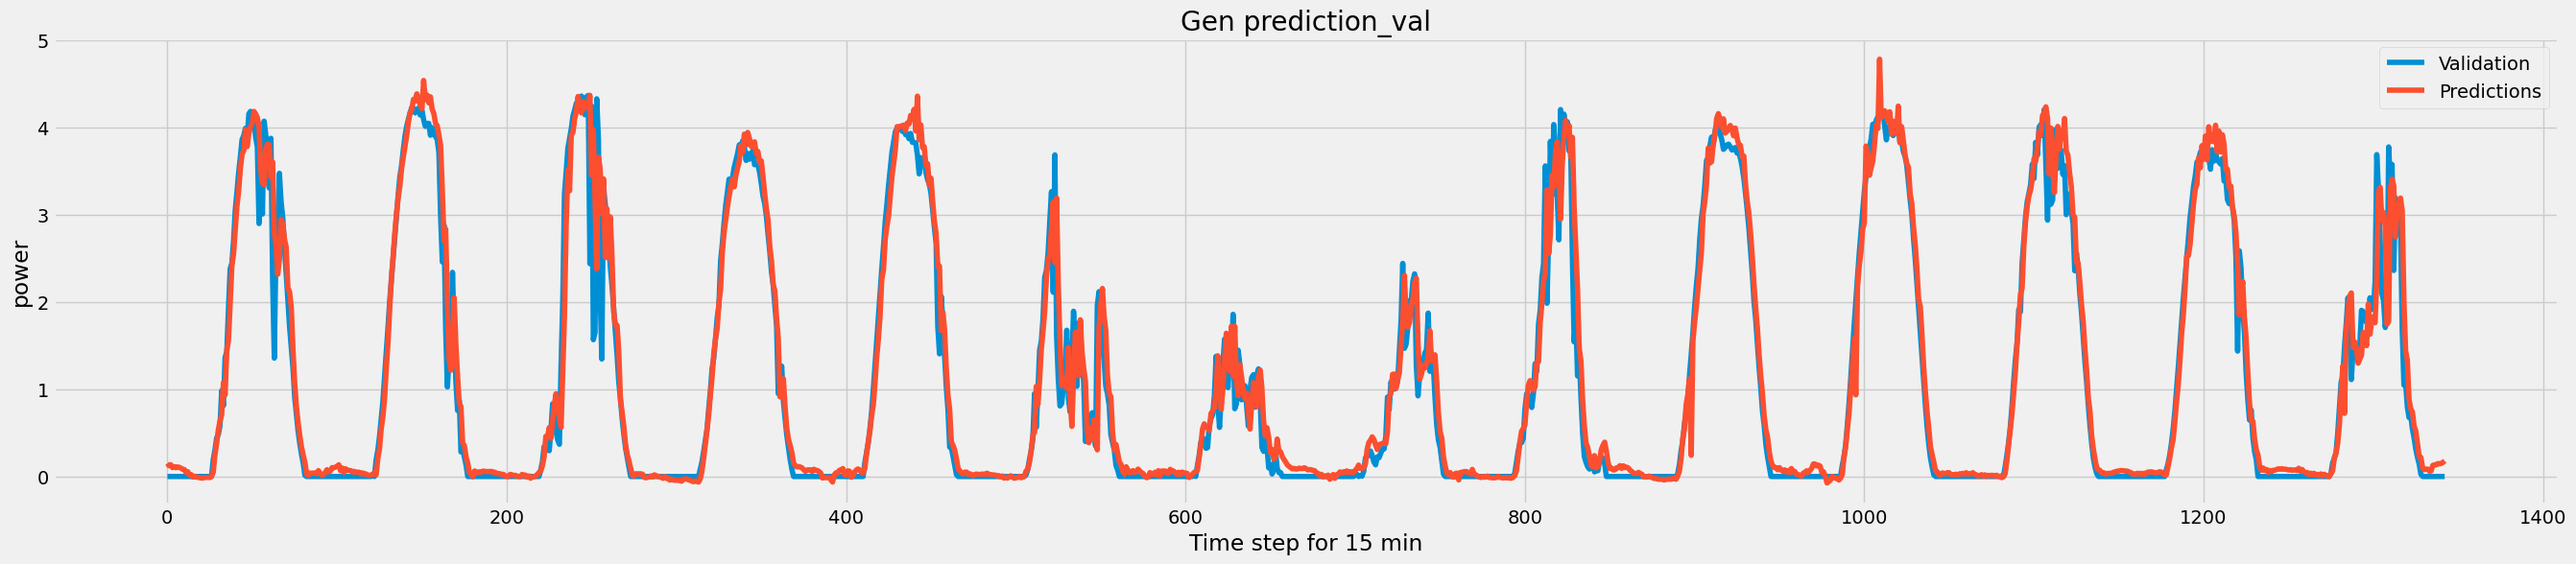 Gen prediction_val
5
4
3
2
1
0
power
Validation
Predictions
0 200 400 600 800 1000 1200 1400
Time step for 15 min